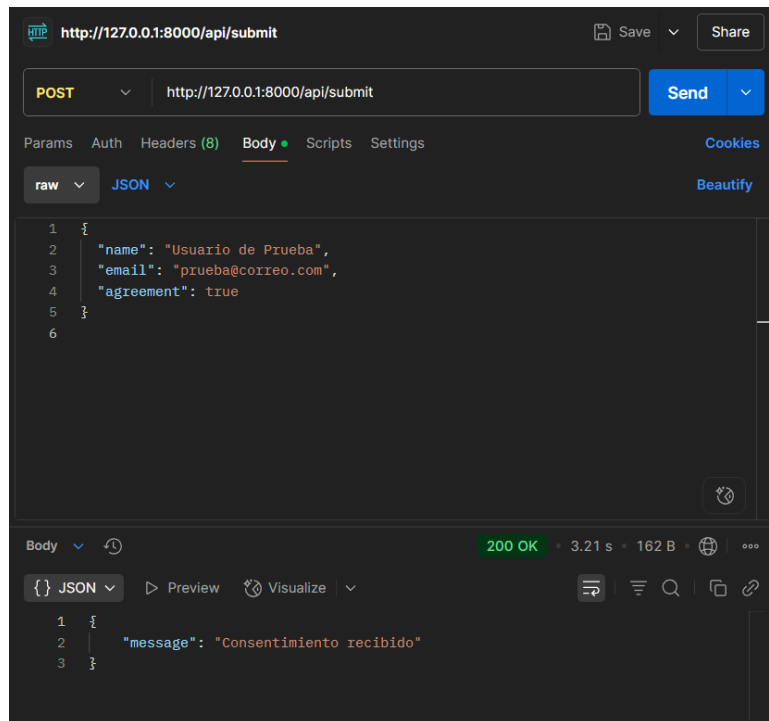 HTTP http://127.0.0.1:8000/api/submit Save Share
POST http://127.0.0.1:8000/api/submit Send
Params Auth Headers (8) Body Scripts Settings Cookies
raw JSON Beautify
1 {
2 "name": "Usuario de Prueba",
3 "email": "prueba@correo.com",
4 "agreement": true
5 }
6
Body 200 OK 3.21 s 162 B
{} JSON Preview Visualize
1 {
2 "message": "Consentimiento recibido"
3 }